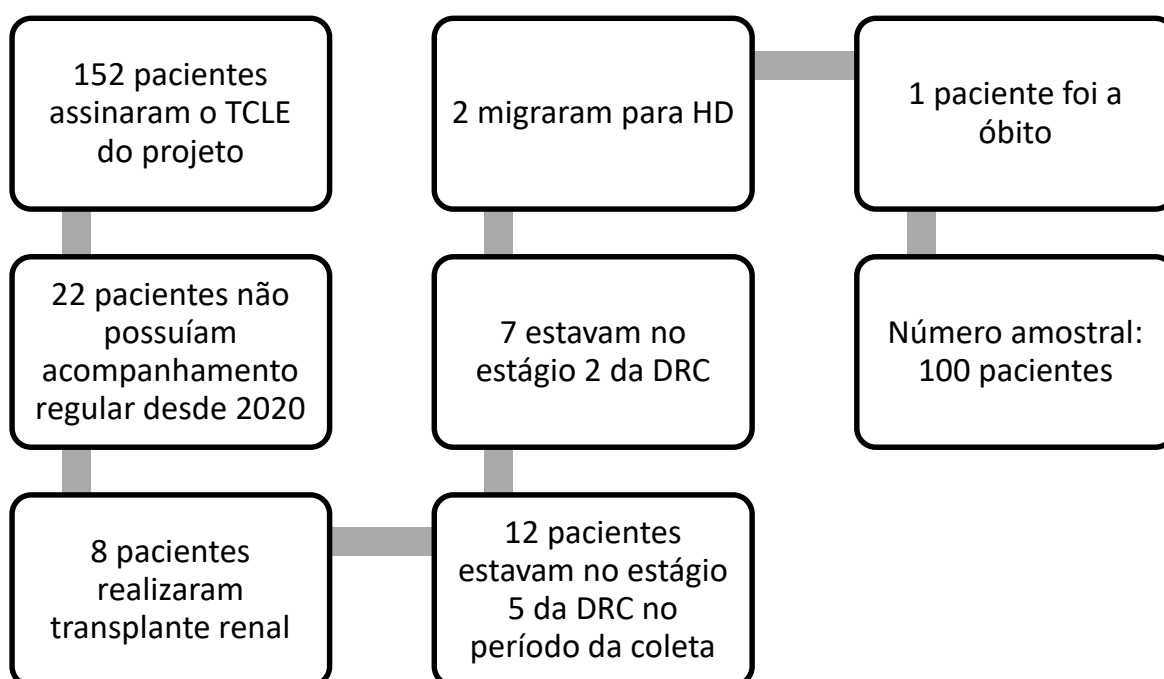 152 pacientes
assinaram o TCLE
do projeto
22 pacientes não
possuíam
acompanhamento
regular desde 2020
8 pacientes
realizaram
transplante renal
12 pacientes
estavam no estágio
5 da DRC no
período da coleta
7 estavam no
estágio 2 da DRC
2 migraram para HD
1 paciente foi a
óbito
Número amostral:
100 pacientes